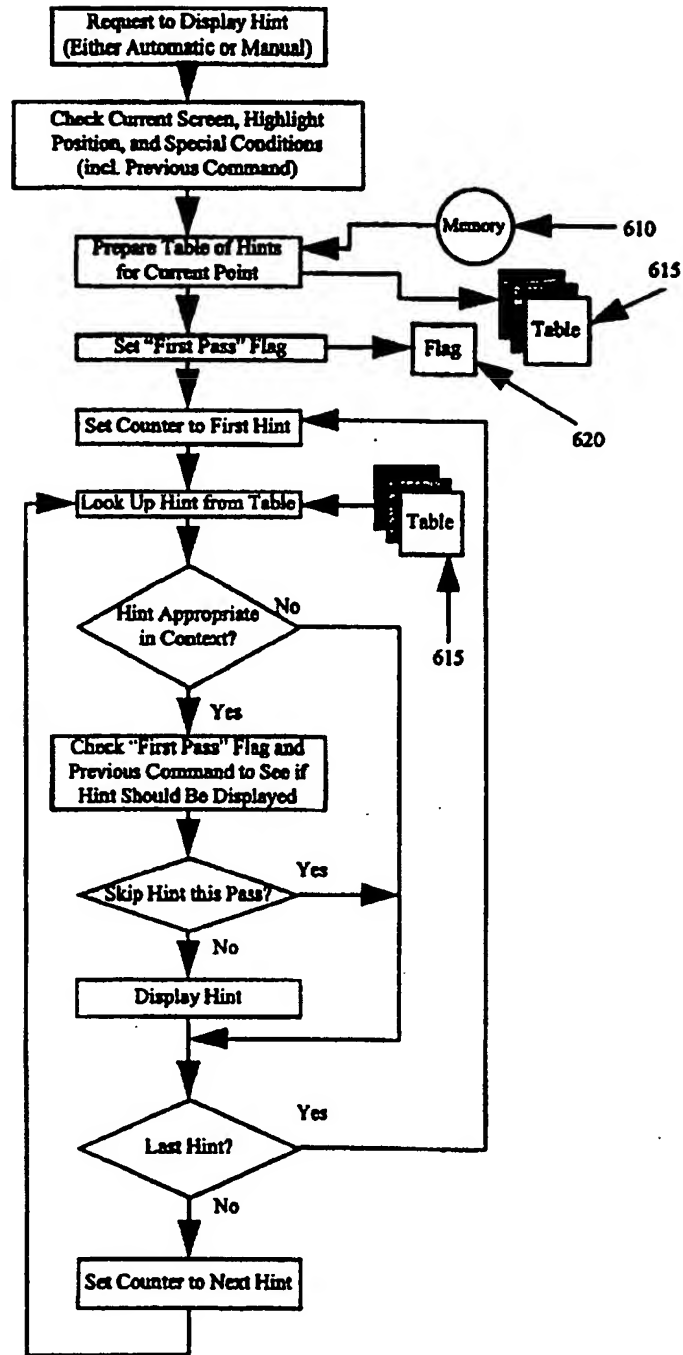 Request to Display Hint
(Either Automatic or Manual)
Check Current Screen, Highlight
Position, and Special Conditions
(incl. Previous Command)
Memory
610
Prepare Table of Hints
for Current Point
615
Table
Set "First Pass" Flag
Flag
620
Set Counter to First Hint
Look Up Hint from Table
Table
615
Hint Appropriate
in Context?
No
Yes
Check "First Pass" Flag and
Previous Command to See if
Hint Should Be Displayed
Skip Hint this Pass?
Yes
No
Display Hint
Last Hint?
Yes
No
Set Counter to Next Hint